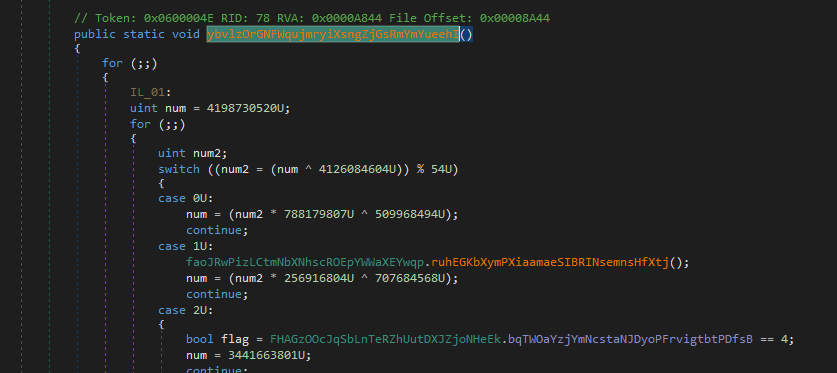 // Token: 0x0600004E RID: 78 RVA: 0x0000A844 File Offset: 0x00008A44
public static void ybvlzOrGNFWqujmryiXsngZjGsRmYmYueehf()
{
for (;;)
{
IL_01:
uint num = 4198730520U;
for (;;)
{
uint num2;
switch ((num2 = (num ^ 4126084604U)) % 54U)
{
case 0U:
num = (num2 * 788179807U ^ 509968494U);
continue;
case 1U:
faoJRwPizLCtmNbXNhscROEpYWWaXEYwqp.ruhEGKbXymPXiaamaeSIBRINsemnsHfXtj();
num = (num2 * 256916804U ^ 707684568U);
continue;
case 2U:
{
bool flag = FHAGzOOcJqSbLnTeRZhUutDXJZjoNHeEk.bqTWOaYzjYmNcstaNJDyoPFrvigtbtPDfsB == 4;
num = 3441663801U;
continue;